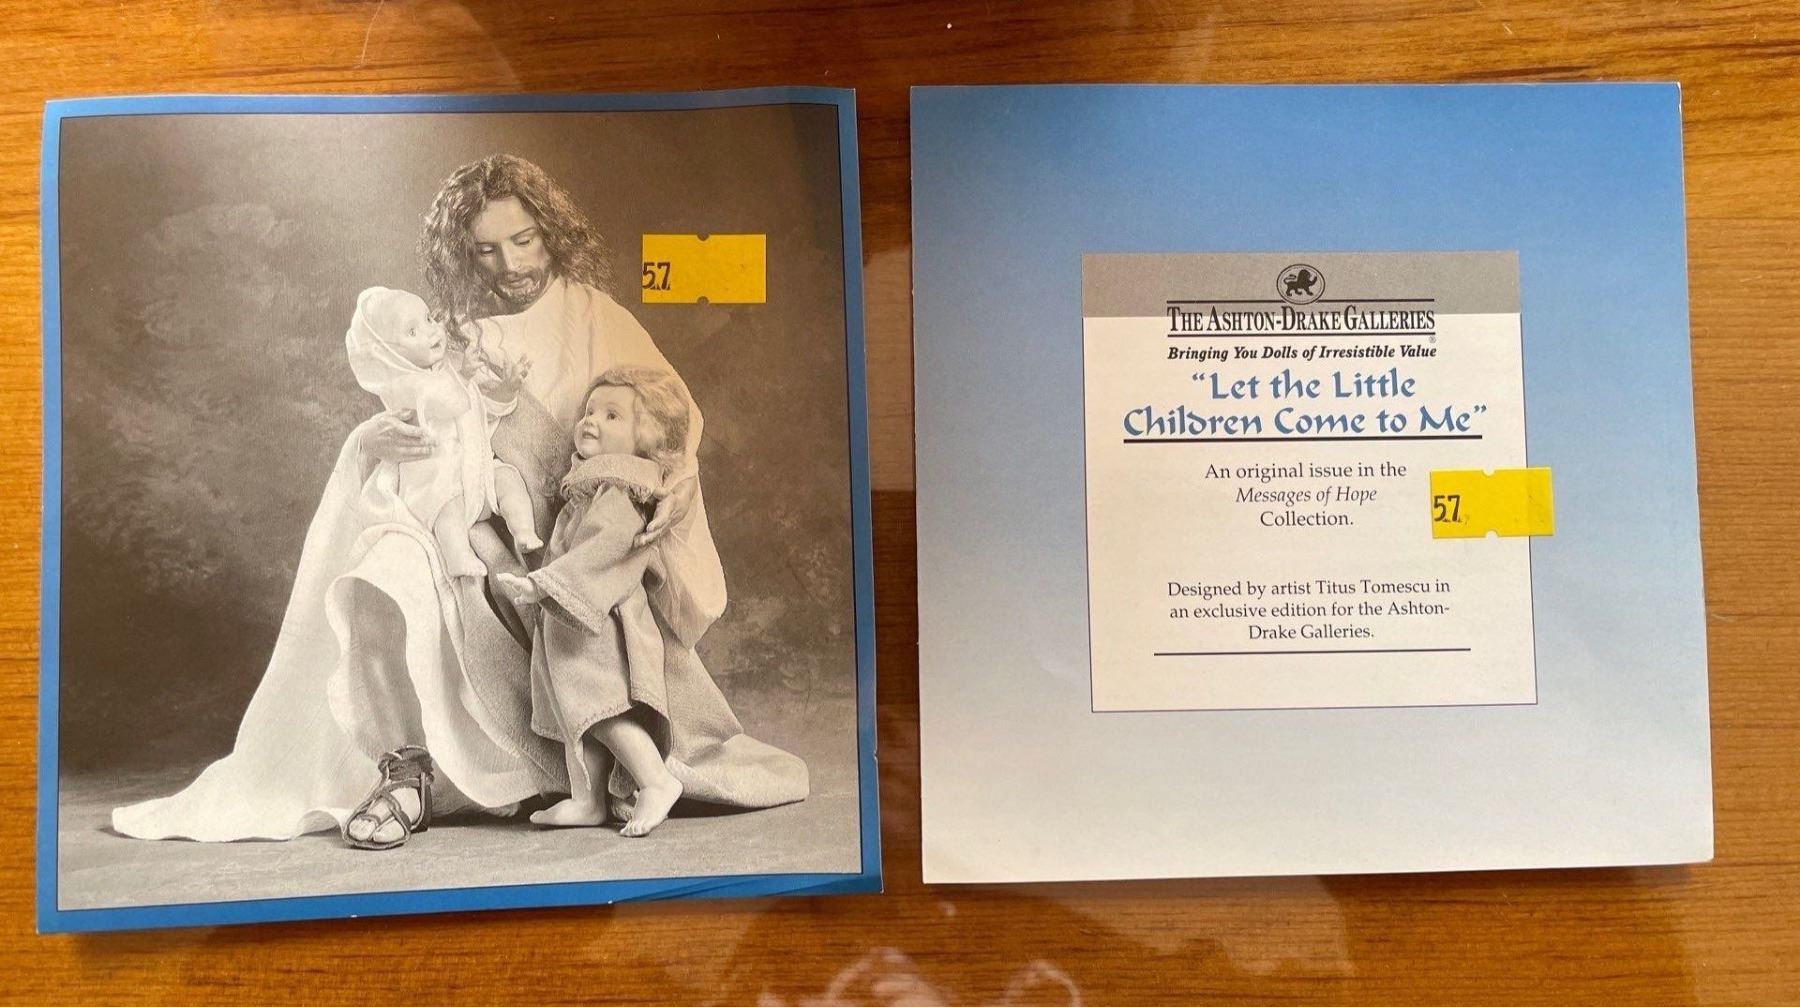 57
THE ASHTON-DRAKE GALLERIES
®
Bringing You Dolls of Irresistible Value
“Let the Little
Children Come to Me”
An original issue in the
Messages of Hope
Collection.
57
Designed by artist Titus Tomescu in
an exclusive edition for the Ashton-
Drake Galleries.